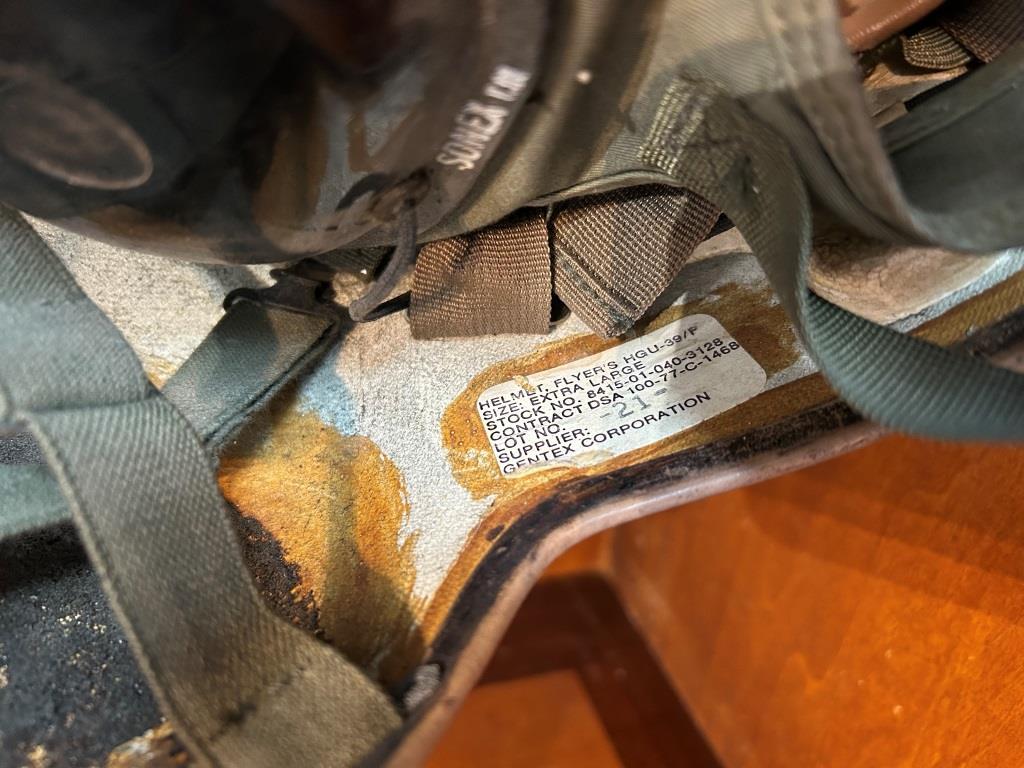 SONEX
HELMET, FLYER'S HGU-39/P
SIZE: EXTRA LARGE
STOCK NO. 8415-01-040-3128
CONTRACT DSA 100-77-C-1468
LOT NO. -21-
SUPPLIER:
GENTEX CORPORATION